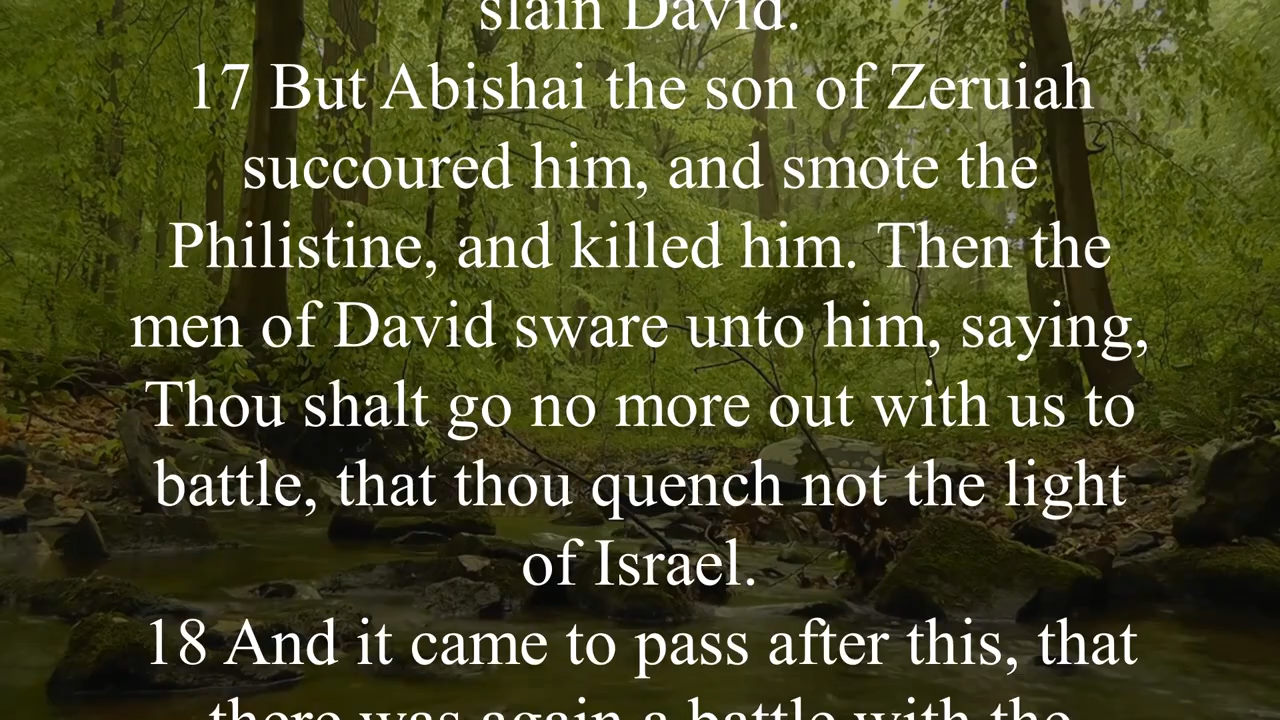 slain David.
17 But Abishai the son of Zeruiah
succoured him, and smote the
Philistine, and killed him. Then the
men of David sware unto him, saying,
Thou shalt go no more out with us to
battle, that thou quench not the light
of Israel.
18 And it came to pass after this, that
there was again a battle with the